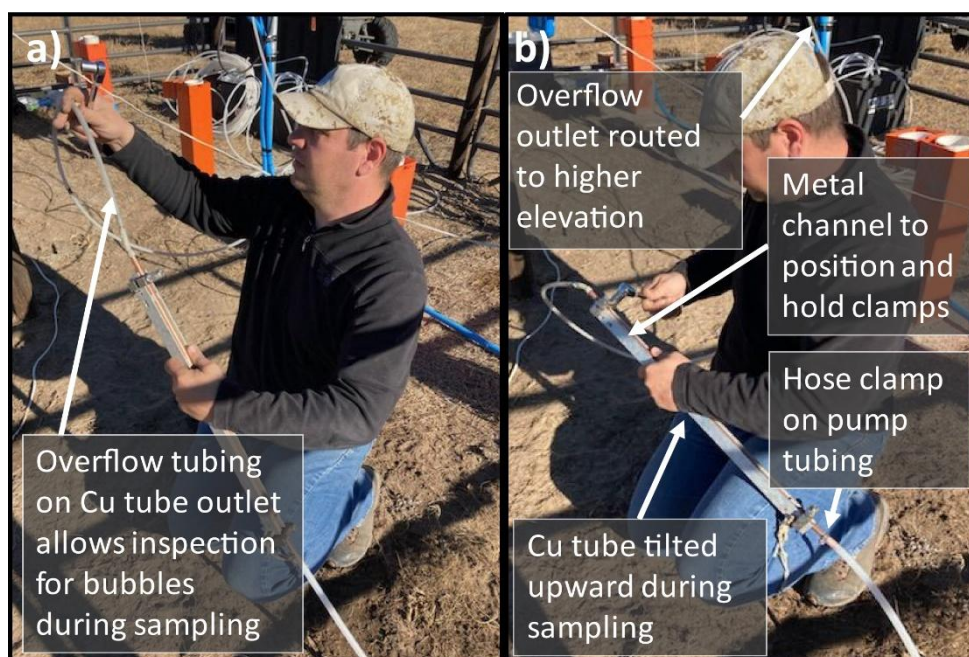 a)
Overflow tubing
on Cu tube outlet
allows inspection
for bubbles
during sampling
b)
Overflow
outlet routed
to higher
elevation
Metal
channel to
position and
hold clamps
Hose clamp
on pump
tubing
Cu tube tilted
upward during
sampling